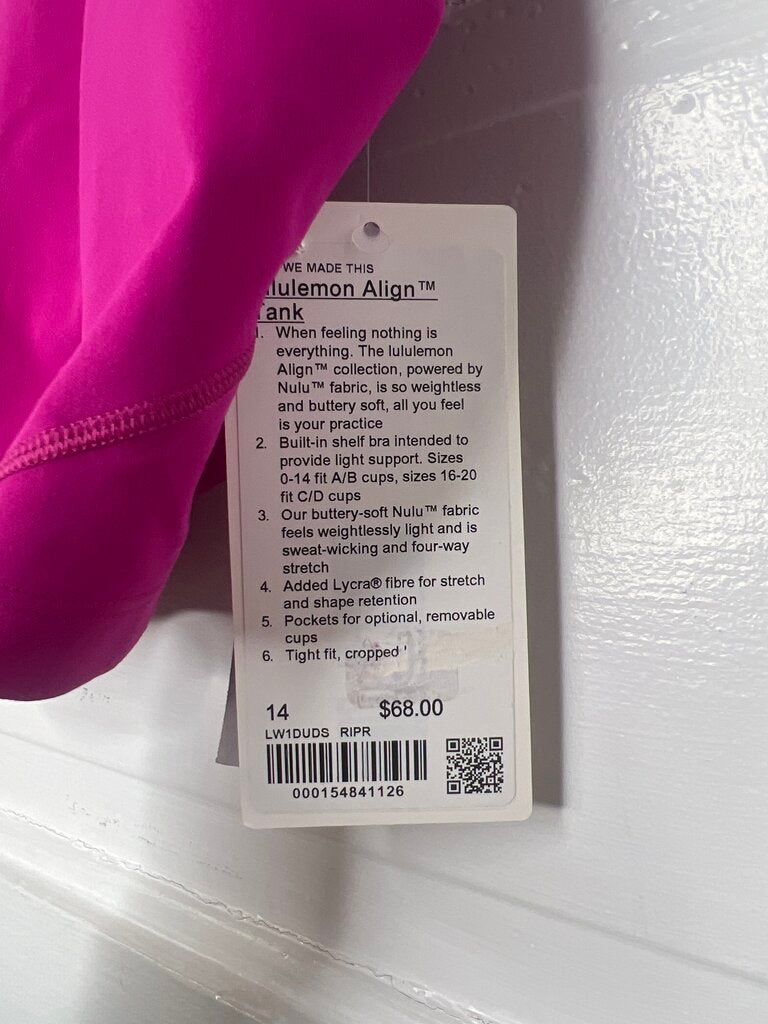 WE MADE THIS
lulemon Align™
Tank
1. When feeling nothing is
everything. The lululemon
Align™ collection, powered by
Nulu™ fabric, is so weightless
and buttery soft, all you feel
is your practice
2. Built-in shelf bra intended to
provide light support. Sizes
0-14 fit A/B cups, sizes 16-20
fit C/D cups
3. Our buttery-soft Nulu™ fabric
feels weightlessly light and is
sweat-wicking and four-way
stretch
4. Added Lycra® fibre for stretch
and shape retention
5. Pockets for optional, removable
cups
6. Tight fit, cropped
14 $68.00
LW1DUDS RIPR
000154841126